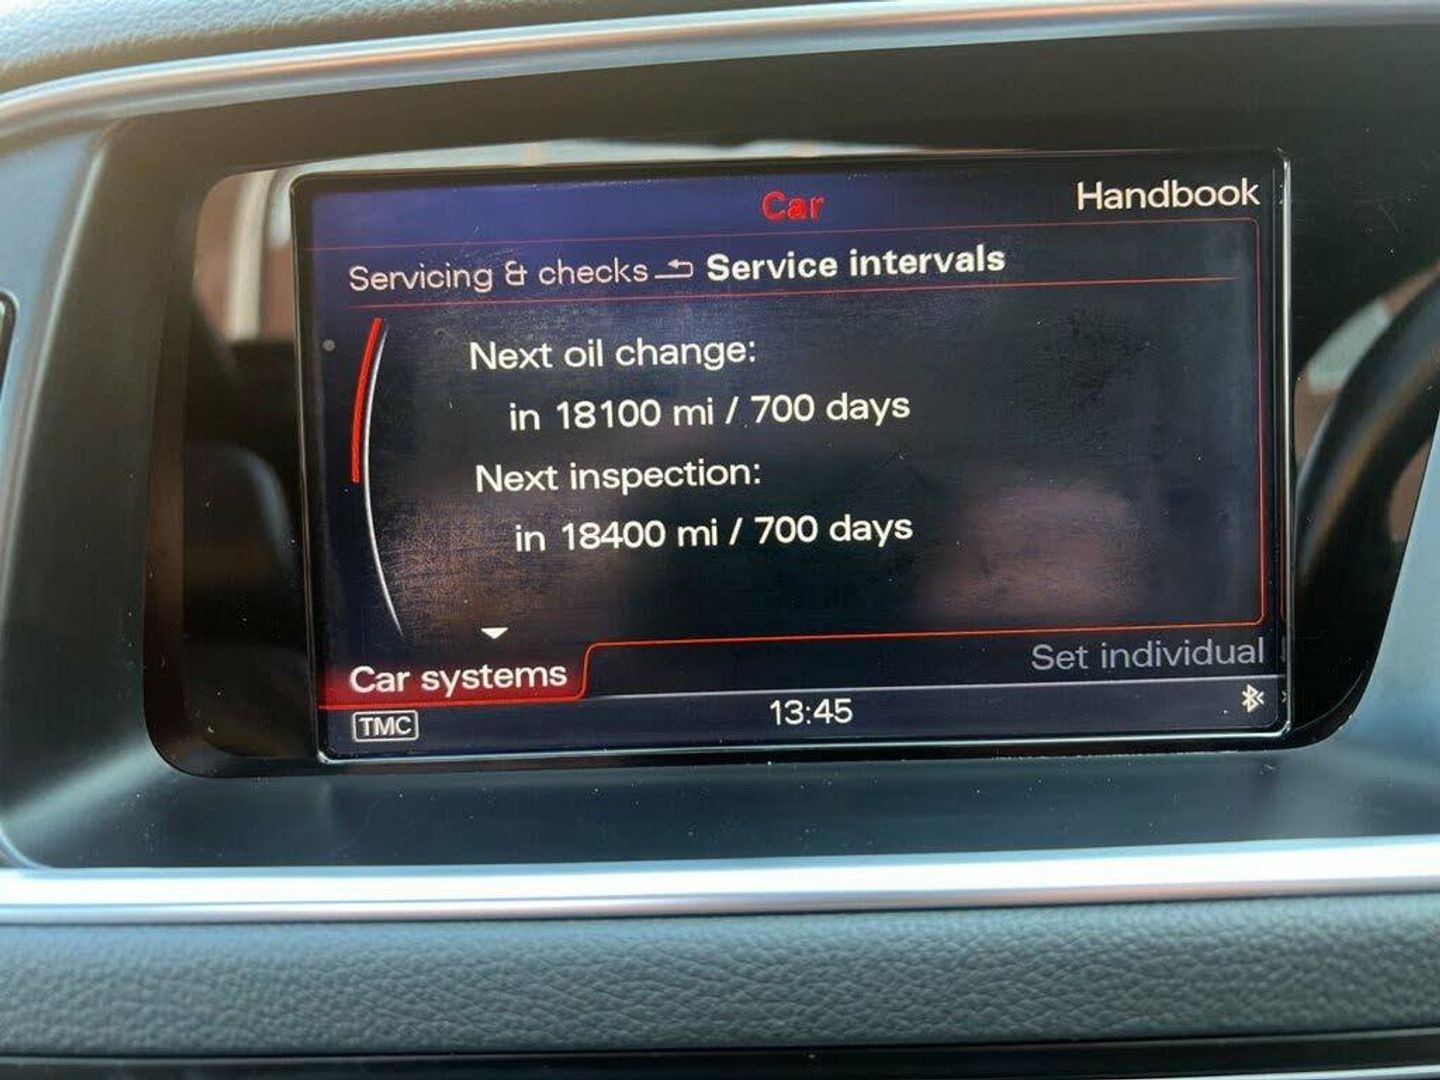 Car
Handbook
Servicing & checks Service intervals
Next oil change:
in 18100 mi / 700 days
Next inspection:
in 18400 mi / 700 days
Car systems
Set individual
TMC
13:45